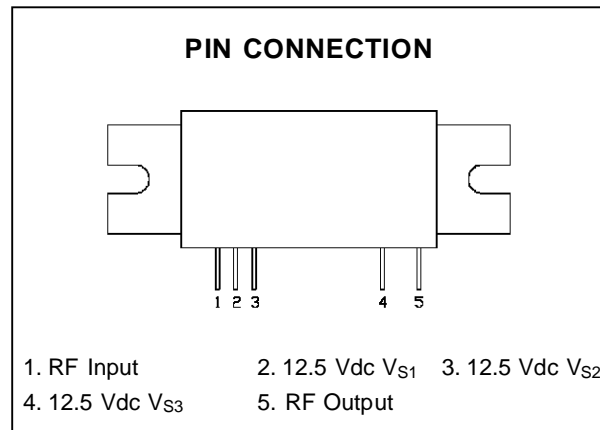 PIN CONNECTION
1 2 3 4 5
1. RF Input 2. 12.5 Vdc VS1 3. 12.5 Vdc VS2
4. 12.5 Vdc VS3 5. RF Output